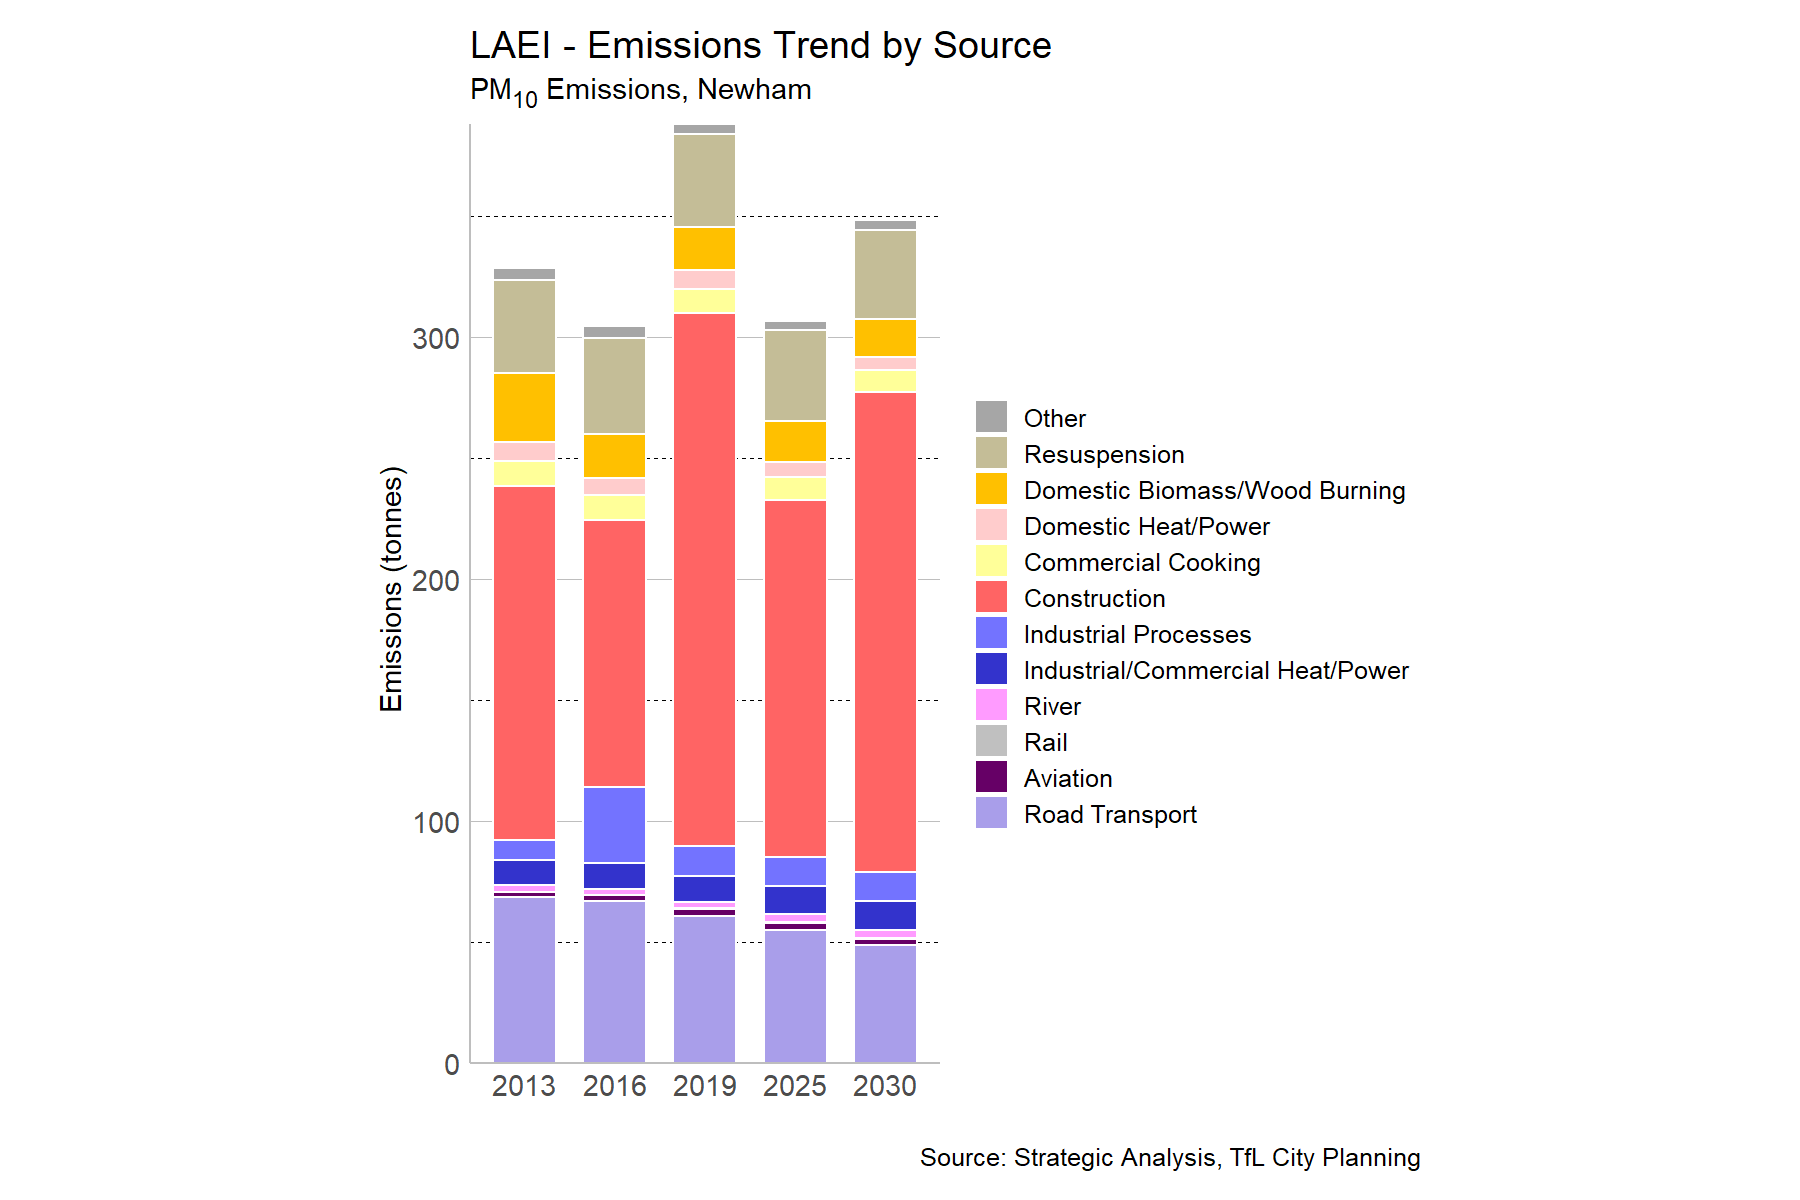 LAEI - Emissions Trend by Source
PM10 Emissions, Newham
Emissions (tonnes)
300
200
100
0
2013 2016 2019 2025 2030
Other
Resuspension
Domestic Biomass/Wood Burning
Domestic Heat/Power
Commercial Cooking
Construction
Industrial Processes
Industrial/Commercial Heat/Power
River
Rail
Aviation
Road Transport
Source: Strategic Analysis, TfL City Planning